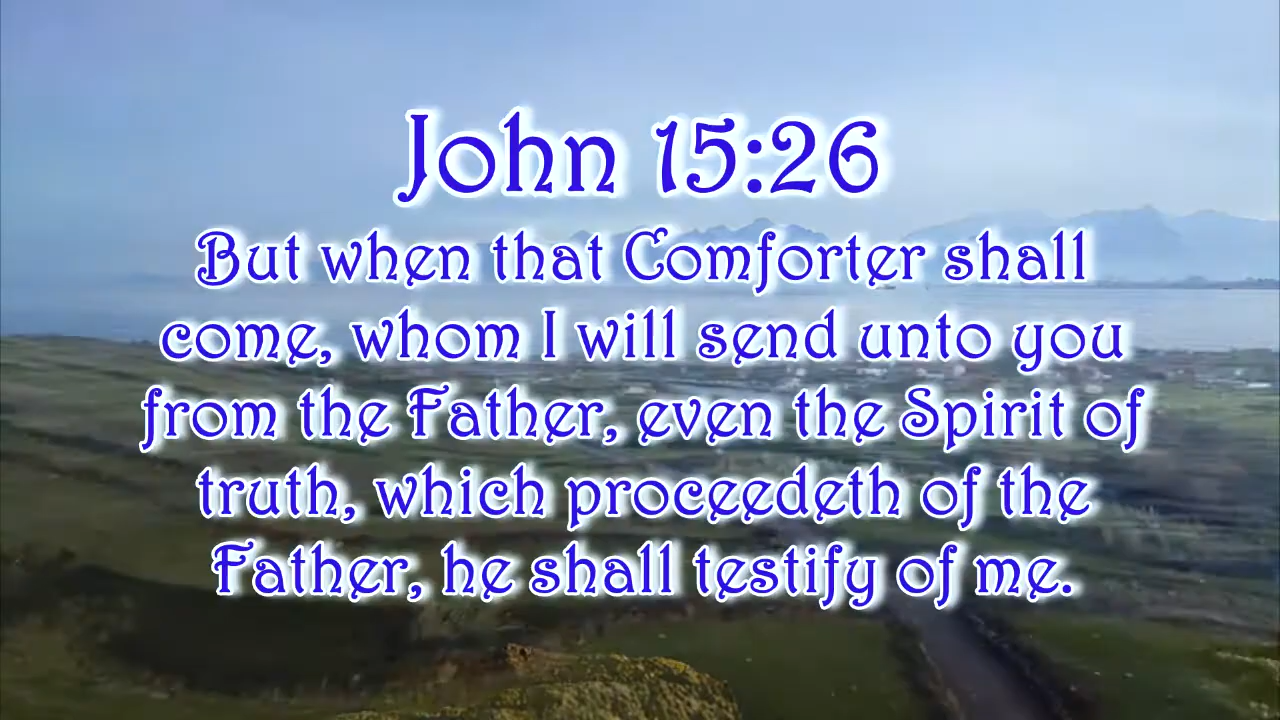 John 15:26
But when that Comforter shall
come, whom I will send unto you
from the Father, even the Spirit of
truth, which proceedeth of the
Father, he shall testify of me.